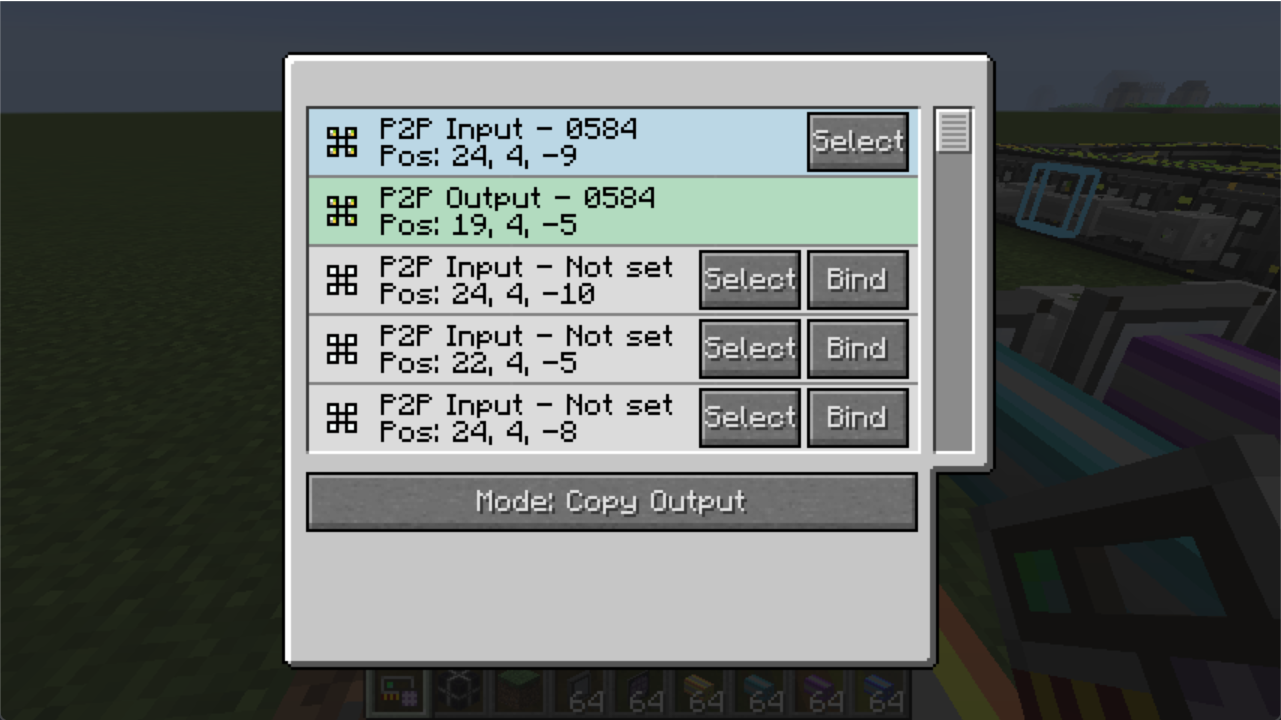 P2P Input - 0584
Select
Pos: 24, 4, -9
P2P Output - 0584
Pos: 19, 4, -5
P2P Input - Not set
Select
Bind
Pos: 24, 4, -10
P2P Input - Not set
Select
Bind
Pos: 22, 4, -5
P2P Input - Not set
Select
Bind
Pos: 24, 4, -8
Mode: Copy Output
64 64 64 64 64 64